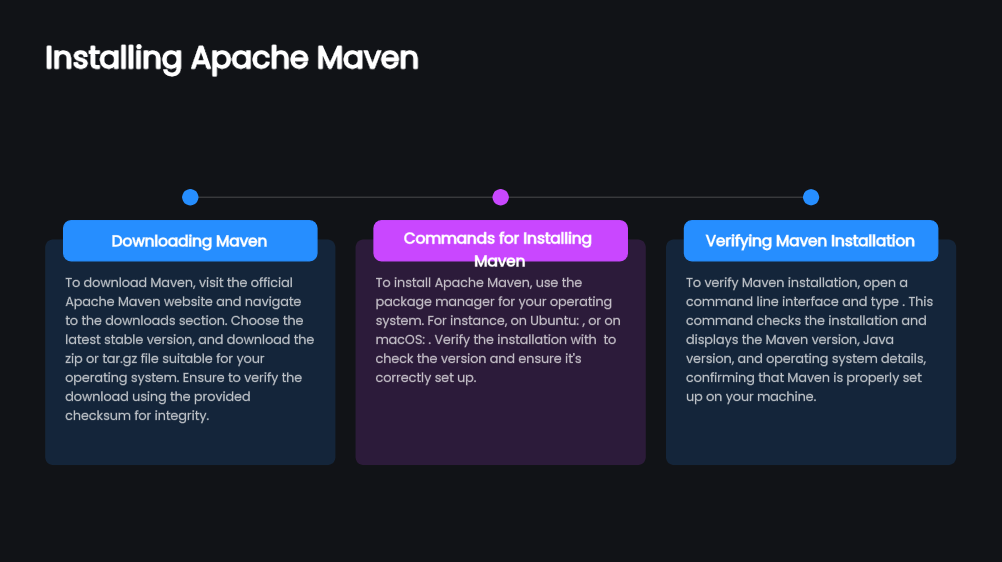 Installing Apache Maven
Downloading Maven
To download Maven, visit the official
Apache Maven website and navigate
to the downloads section. Choose the
latest stable version, and download the
zip or tar.gz file suitable for your
operating system. Ensure to verify the
download using the provided
checksum for integrity.
Commands for Installing
Maven
To install Apache Maven, use the
package manager for your operating
system. For instance, on Ubuntu: , or on
macOS: . Verify the installation with  to
check the version and ensure it's
correctly set up.
Verifying Maven Installation
To verify Maven installation, open a
command line interface and type . This
command checks the installation and
displays the Maven version, Java
version, and operating system details,
confirming that Maven is properly set
up on your machine.